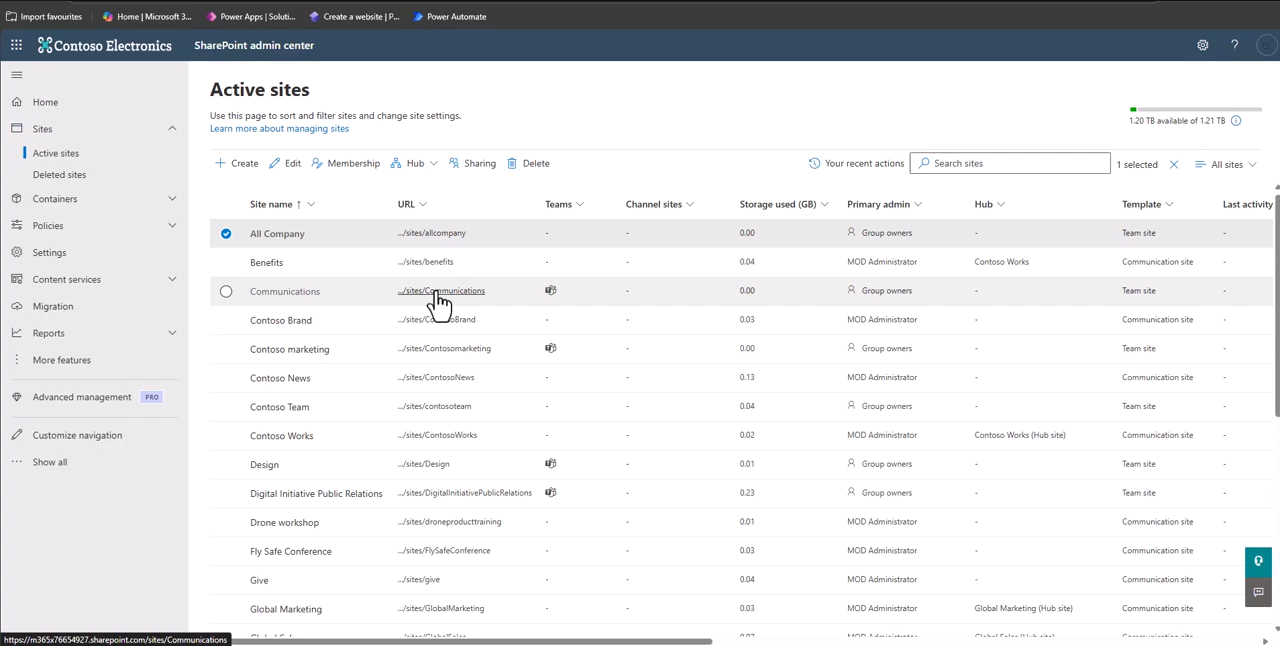 Import favourites
Home | Microsoft 3...
Power Apps | Soluti...
Create a website | P...
Power Automate
Contoso Electronics
SharePoint admin center
Home
Sites
Active sites
Deleted sites
Containers
Policies
Settings
Content services
Migration
Reports
More features
Advanced management PRO
Customize navigation
Show all
Active sites
Use this page to sort and filter sites and change site settings.
Learn more about managing sites
1.20 TB available of 1.21 TB
Create Edit Membership Hub Sharing Delete
Your recent actions Search sites 1 selected All sites
Site name ↑ URL Teams Channel sites Storage used (GB) Primary admin Hub Template Last activity
All Company .../sites/allcompany - - 0.00 Group owners - Team site -
Benefits .../sites/benefits - - 0.04 MOD Administrator Contoso Works Communication site -
Communications .../sites/Communications - 0.00 Group owners - Team site -
Contoso Brand - - 0.03 MOD Administrator - Communication site -
Contoso marketing .../sites/Contosomarketing - 0.00 Group owners - Team site -
Contoso News .../sites/ContosoNews - - 0.13 MOD Administrator - Communication site -
Contoso Team .../sites/contosoteam - - 0.04 Group owners - Team site -
Contoso Works .../sites/ContosoWorks - - 0.02 MOD Administrator Contoso Works (Hub site) Communication site -
Design .../sites/Design - 0.01 Group owners - Team site -
Digital Initiative Public Relations .../sites/DigitalInitiativePublicRelations - 0.23 Group owners - Team site -
Drone workshop .../sites/droneproducttraining - - 0.01 MOD Administrator - Communication site -
Fly Safe Conference .../sites/FlySafeConference - - 0.03 MOD Administrator - Communication site -
Give .../sites/give - - 0.04 MOD Administrator - Communication site -
Global Marketing .../sites/GlobalMarketing - - 0.03 MOD Administrator Global Marketing (Hub site) Communication site -
https://m365x76654927.sharepoint.com/sites/Communications